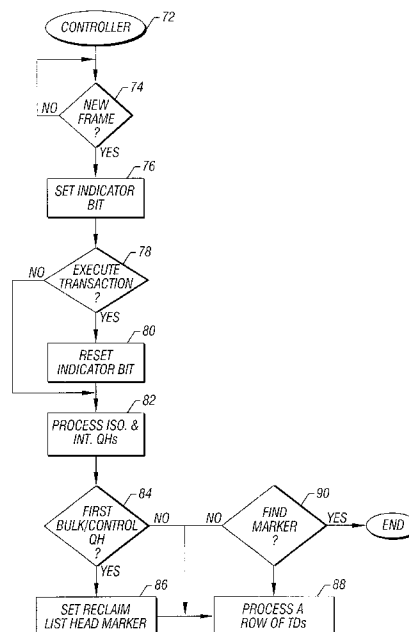 CONTROLLER
72
74
NEW
FRAME
?
NO
YES
76
SET INDICATOR
BIT
78
EXECUTE
TRANSACTION
?
NO
YES
80
RESET
INDICATOR BIT
82
PROCESS ISO. &
INT. QHs
84
FIRST
BULK/CONTROL
QH
?
NO
YES
90
NO
FIND
MARKER
?
YES
END
86
SET RECLAIM
LIST HEAD MARKER
88
PROCESS A
ROW OF TDs